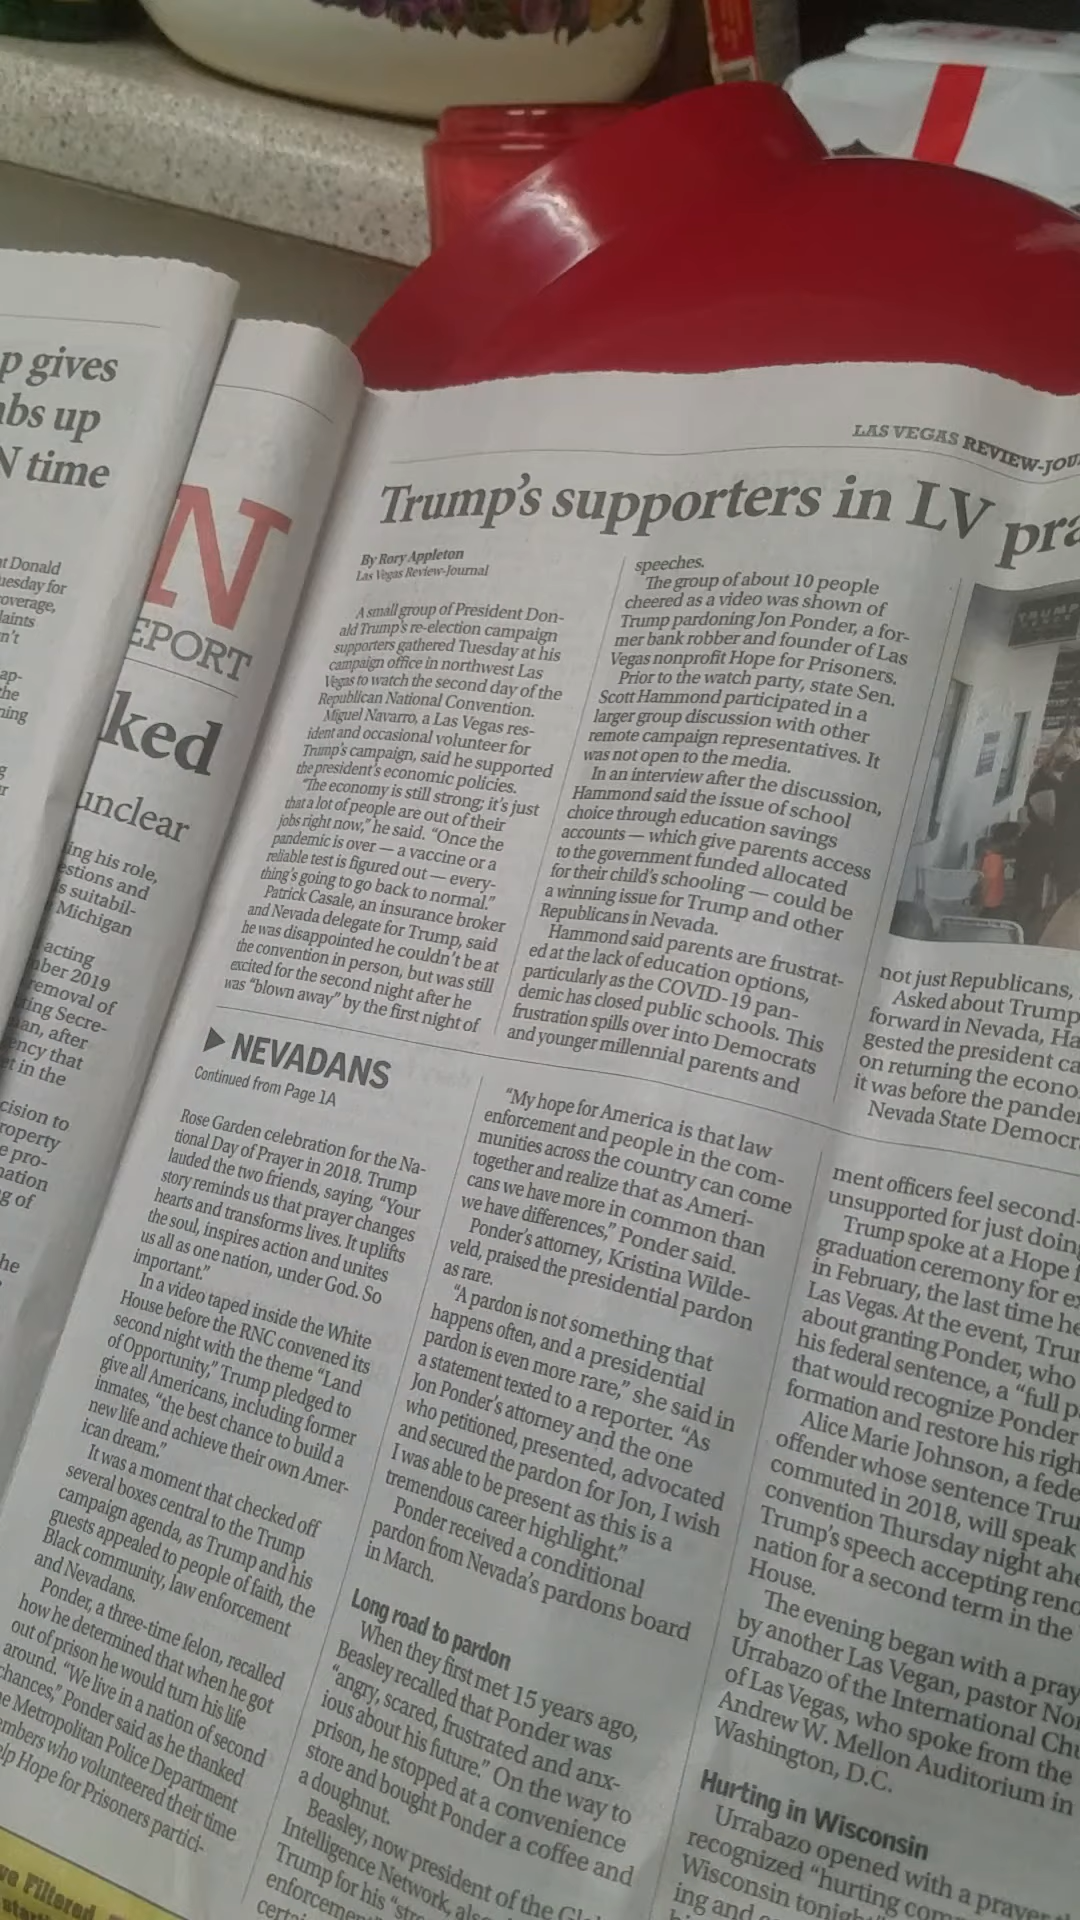 p gives
bs up
N time
t Donald
uesday for
overage,
laints
n't
ap-
the
ning
N
EPORT
ked
unclear
ing his role,
estions and
s suitabil-
Michigan
acting
ber 2019
removal of
ing Secre-
an, after
ency that
et in the
cision to
roperty
e pro-
ation
g of
he
LAS VEGAS REVIEW-JOU
Trump's supporters in LV pra
By Rory Appleton
Las Vegas Review-Journal
A small group of President Don-
ald Trump's re-election campaign
supporters gathered Tuesday at his
campaign office in northwest Las
Vegas to watch the second day of the
Republican National Convention.
Miguel Navarro, a Las Vegas res-
ident and occasional volunteer for
Trump's campaign, said he supported
the president's economic policies.
"The economy is still strong; it's just
that a lot of people are out of their
jobs right now," he said. "Once the
pandemic is over — a vaccine or a
reliable test is figured out — every-
thing's going to go back to normal."
Patrick Casale, an insurance broker
and Nevada delegate for Trump, said
he was disappointed he couldn't be at
the convention in person, but was still
excited for the second night after he
was "blown away" by the first night of
speeches.
The group of about 10 people
cheered as a video was shown of
Trump pardoning Jon Ponder, a for-
mer bank robber and founder of Las
Vegas nonprofit Hope for Prisoners.
Prior to the watch party, state Sen.
Scott Hammond participated in a
larger group discussion with other
remote campaign representatives. It
was not open to the media.
In an interview after the discussion,
Hammond said the issue of school
choice through education savings
accounts — which give parents access
to the government funded allocated
for their child's schooling — could be
a winning issue for Trump and other
Republicans in Nevada.
Hammond said parents are frustrat-
ed at the lack of education options,
particularly as the COVID-19 pan-
demic has closed public schools. This
frustration spills over into Democrats
and younger millennial parents and
TRUMP
not just Republicans,
Asked about Trump
forward in Nevada, Ha
gested the president ca
on returning the econo
it was before the pande
Nevada State Democr
NEVADANS
Continued from Page 1A
Rose Garden celebration for the Na-
tional Day of Prayer in 2018. Trump
lauded the two friends, saying, "Your
story reminds us that prayer changes
hearts and transforms lives. It uplifts
the soul, inspires action and unites
us all as one nation, under God. So
important."
In a video taped inside the White
House before the RNC convened its
second night with the theme "Land
of Opportunity," Trump pledged to
give all Americans, including former
inmates, "the best chance to build a
new life and achieve their own Amer-
ican dream."
It was a moment that checked off
several boxes central to the Trump
campaign agenda, as Trump and his
guests appealed to people of faith, the
Black community, law enforcement
and Nevadans.
Ponder, a three-time felon, recalled
how he determined that when he got
out of prison he would turn his life
around. "We live in a nation of second
chances," Ponder said as he thanked
e Metropolitan Police Department
embers who volunteered their time
elp Hope for Prisoners partici-
"My hope for America is that law
enforcement and people in the com-
munities across the country can come
together and realize that as Ameri-
cans we have more in common than
we have differences," Ponder said.
Ponder's attorney, Kristina Wilde-
veld, praised the presidential pardon
as rare.
"A pardon is not something that
happens often, and a presidential
pardon is even more rare," she said in
a statement texted to a reporter. "As
Jon Ponder's attorney and the one
who petitioned, presented, advocated
and secured the pardon for Jon, I wish
I was able to be present as this is a
tremendous career highlight."
Ponder received a conditional
pardon from Nevada's pardons board
in March.
Long road to pardon
When they first met 15 years ago,
Beasley recalled that Ponder was
"angry, scared, frustrated and anx-
ious about his future." On the way to
prison, he stopped at a convenience
store and bought Ponder a coffee and
a doughnut.
Beasley, now president of the Glo
Intelligence Network, als
Trump for his "str
enforcemen
certai
ment officers feel second-
unsupported for just doing
Trump spoke at a Hope f
graduation ceremony for ex
in February, the last time he
Las Vegas. At the event, Trum
about granting Ponder, who
his federal sentence, a "full p
that would recognize Ponder
formation and restore his righ
Alice Marie Johnson, a fede
offender whose sentence Tru
commuted in 2018, will speak
convention Thursday night ahe
Trump's speech accepting reno
nation for a second term in the
House.
The evening began with a pray
by another Las Vegan, pastor Nor
Urrabazo of the International Chu
of Las Vegas, who spoke from the
Andrew W. Mellon Auditorium in
Washington, D.C.
Hurting in Wisconsin
Urrabazo opened with a prayer
recognized "hurting com
Wisconsin tonight
ing and
ve Filtered